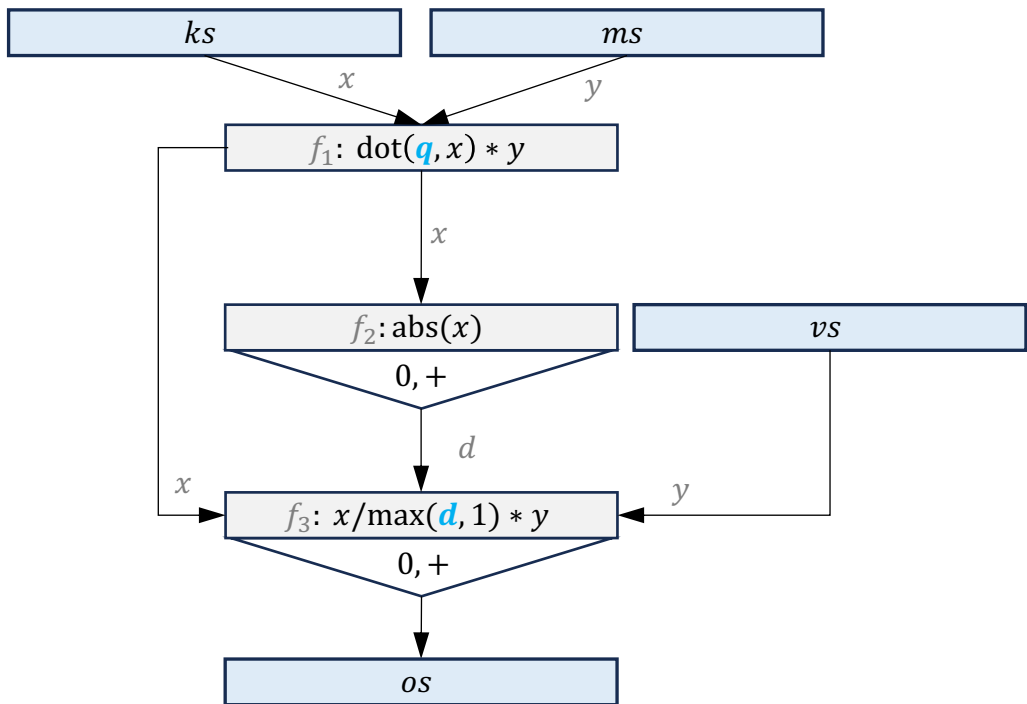 ks
ms
x
y
f₁: dot(q, x) ∗ y
x
f₂: abs(x)
vs
0, +
d
x
y
f₃: x/max(d, 1) ∗ y
0, +
os